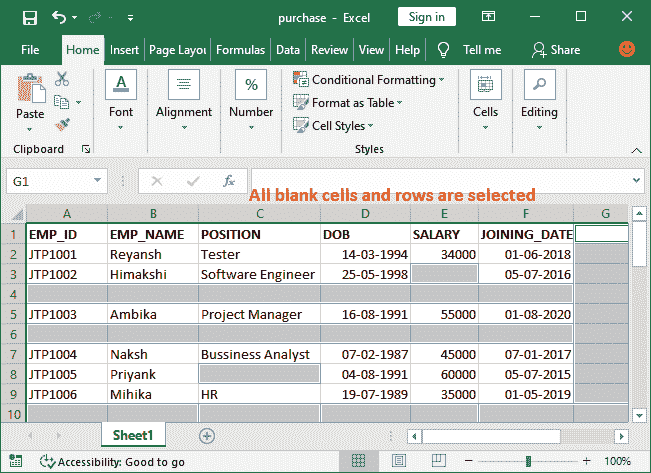 purchase - Excel
Sign in
File Home Insert Page Layou Formulas Data Review View Help Tell me Share
Paste
Clipboard
A
Font
Alignment
%
Number
Conditional Formatting
Format as Table
Cell Styles
Styles
Cells
Editing
G1
fx
All blank cells and rows are selected
A B C D E F G
1 EMP_ID EMP_NAME POSITION DOB SALARY JOINING_DATE
2 JTP1001 Reyansh Tester 14-03-1994 34000 01-06-2018
3 JTP1002 Himakshi Software Engineer 25-05-1998 05-07-2016
4
5 JTP1003 Ambika Project Manager 16-08-1991 55000 01-08-2020
6
7 JTP1004 Naksh Bussiness Analyst 07-02-1987 45000 07-01-2017
8 JTP1005 Priyank 04-08-1991 60000 05-07-2015
9 JTP1006 Mihika HR 19-07-1989 35000 01-05-2019
10
Sheet1
Accessibility: Good to go
100%